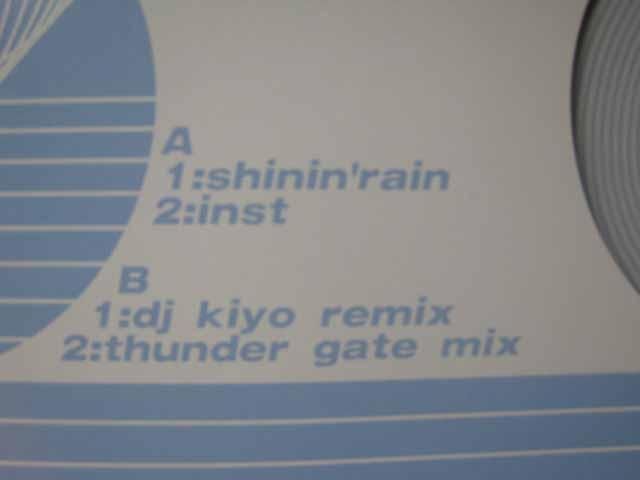 A
1:shinin'rain
2:inst
B
1:dj kiyo remix
2:thunder gate mix